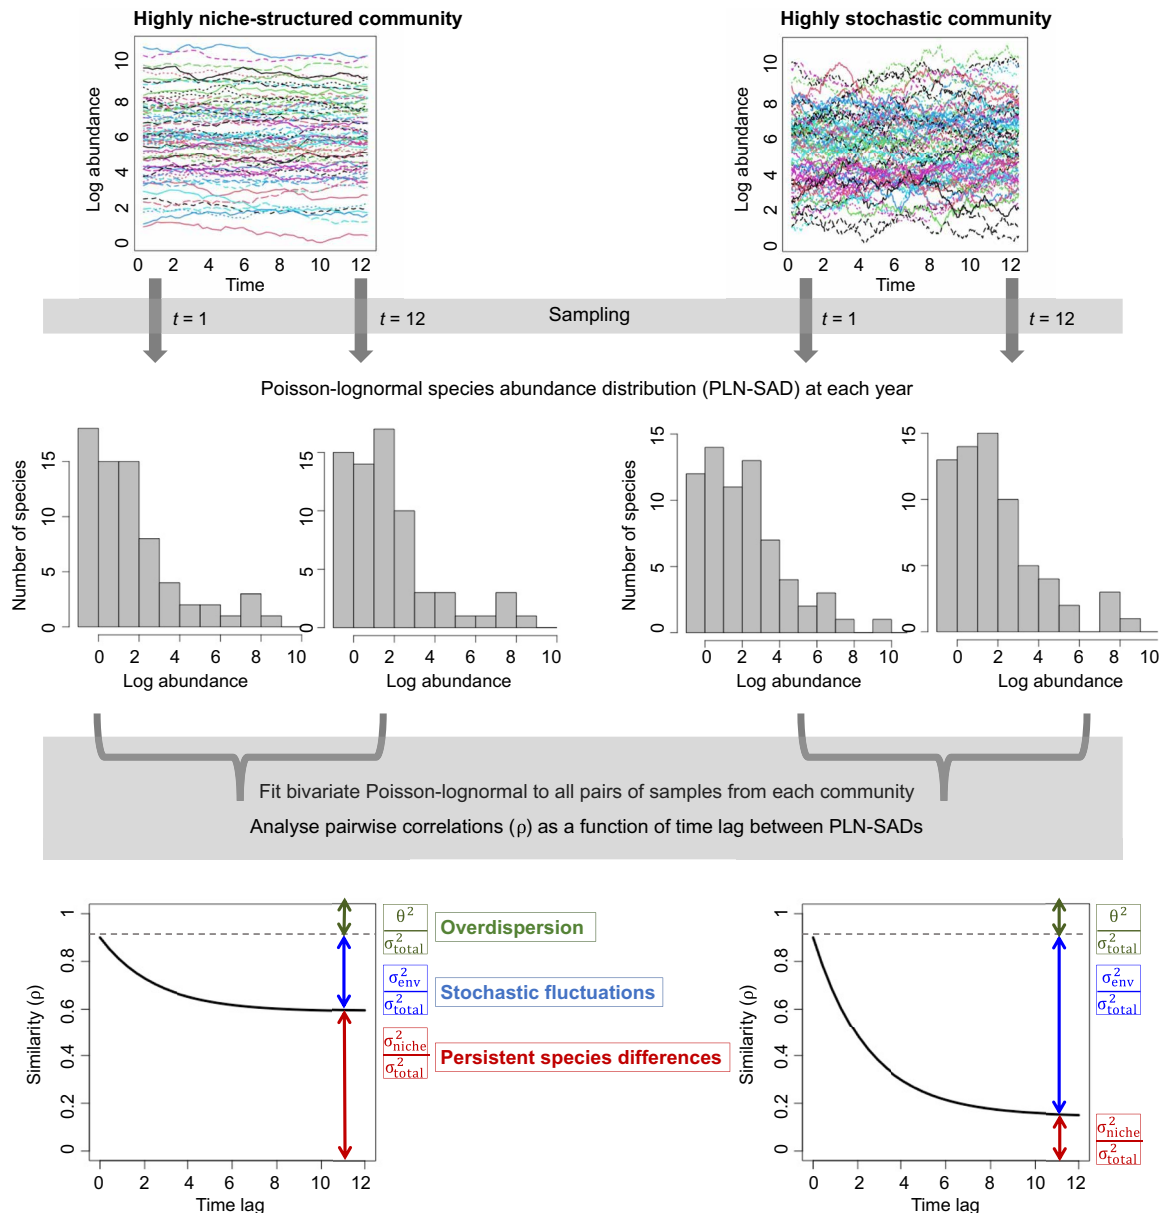 Highly niche-structured community
Highly stochastic community
Log abundance
10
8
6
4
2
0
0 2 4 6 8 10 12
Time
Log abundance
10
8
6
4
2
0
0 2 4 6 8 10 12
Time
t = 1
t = 12
Sampling
t = 1
t = 12
Poisson-lognormal species abundance distribution (PLN-SAD) at each year
Number of species
15
10
5
0
0 2 4 6 8 10
Log abundance
15
10
5
0
0 2 4 6 8 10
Log abundance
Number of species
15
10
5
0
0 2 4 6 8 10
Log abundance
15
10
5
0
0 2 4 6 8 10
Log abundance
Fit bivariate Poisson-lognormal to all pairs of samples from each community
Analyse pairwise correlations (ρ) as a function of time lag between PLN-SADs
Similarity (ρ)
1
0.8
0.6
0.4
0.2
0
0 2 4 6 8 10 12
Time lag
θ²
σ²total
Overdispersion
σ²env
σ²total
Stochastic fluctuations
σ²niche
σ²total
Persistent species differences
Similarity (ρ)
1
0.8
0.6
0.4
0.2
0
0 2 4 6 8 10 12
Time lag
θ²
σ²total
σ²env
σ²total
σ²niche
σ²total